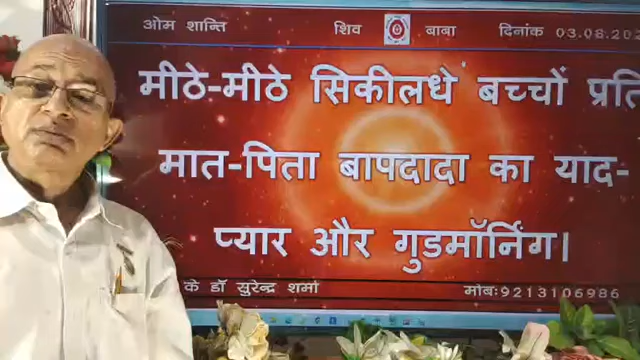 ओम शान्ति शिव बाबा दिनांक 03.08.202
मीठे-मीठे सिकीलधे बच्चों प्रति
मात-पिता बापदादा का याद-
प्यार और गुडमॉर्निंग।
के डॉ सुरेन्द्र शर्मा मोबः9213106986